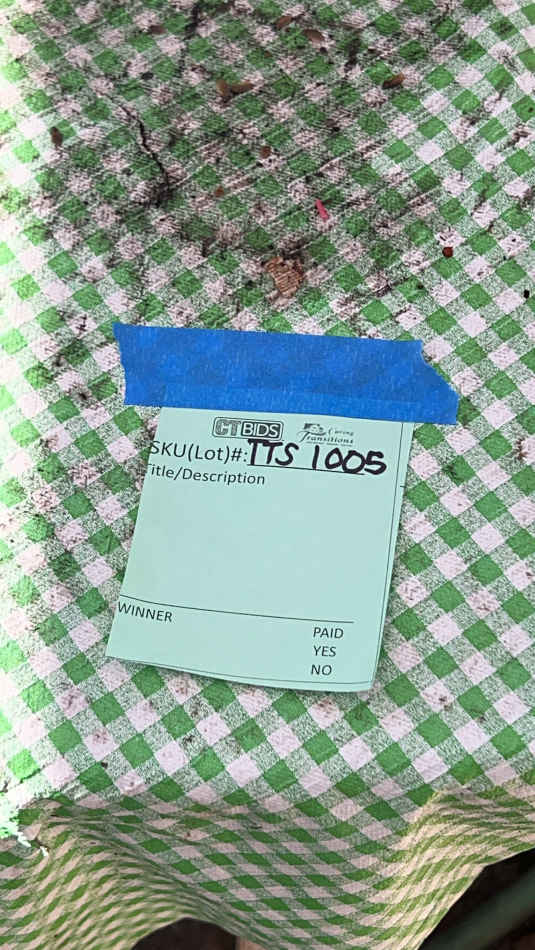 CTBIDS Caring Transitions
SKU(Lot)#: TTS 1005
Title/Description
WINNER
PAID
YES
NO